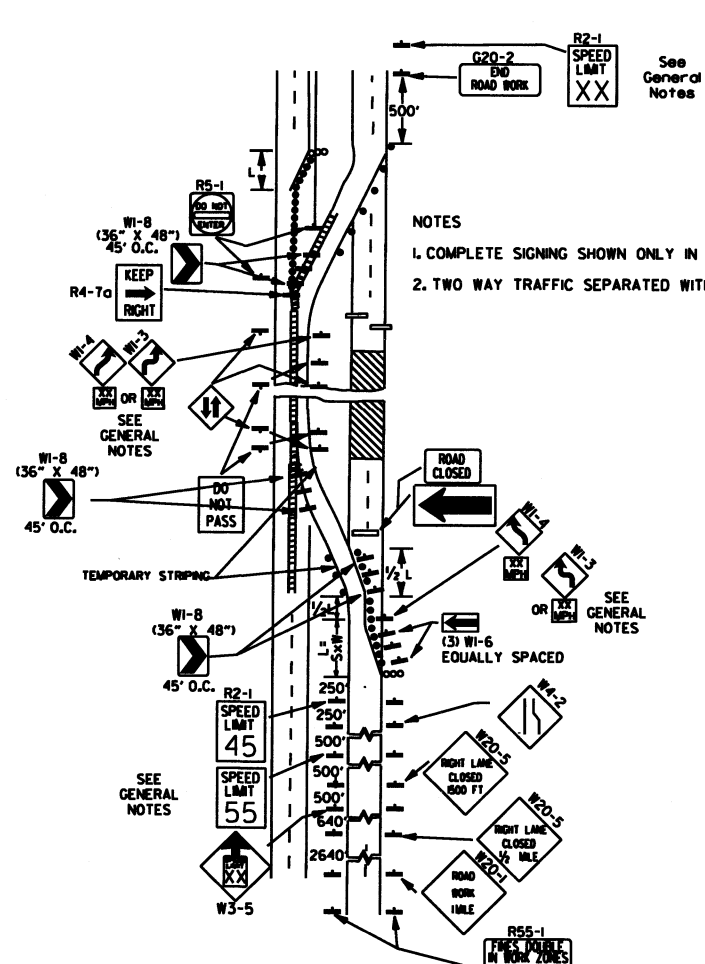 R2-1
SPEED
LIMIT
XX
See
General
Notes
G20-2
END
ROAD WORK
500'
L
R5-1
DO NOT
ENTER
W1-8
(36" X 48")
45' O.C.
NOTES
1. COMPLETE SIGNING SHOWN ONLY IN
2. TWO WAY TRAFFIC SEPARATED WIT
R4-7a
KEEP
RIGHT
W1-4
W1-3
XX
MPH
OR
XX
MPH
SEE
GENERAL
NOTES
W1-8
(36" X 48")
45' O.C.
DO
NOT
PASS
ROAD
CLOSED
W1-4
XX
MPH
W1-3
OR
XX
MPH
SEE
GENERAL
NOTES
TEMPORARY STRIPING
1/2 L
1/2 L
L=
SxW
W1-8
(36" X 48")
45' O.C.
(3) W1-6
EQUALLY SPACED
250'
250'
500'
500'
500'
640'
2640'
R2-1
SPEED
LIMIT
45
SPEED
LIMIT
55
SEE
GENERAL
NOTES
XX
W3-5
W4-2
W20-5
RIGHT LANE
CLOSED
1500 FT
W20-5
RIGHT LANE
CLOSED
1/2 MILE
W20-1
ROAD
WORK
1 MILE
R55-1
FINES DOUBLE
IN WORK ZONES